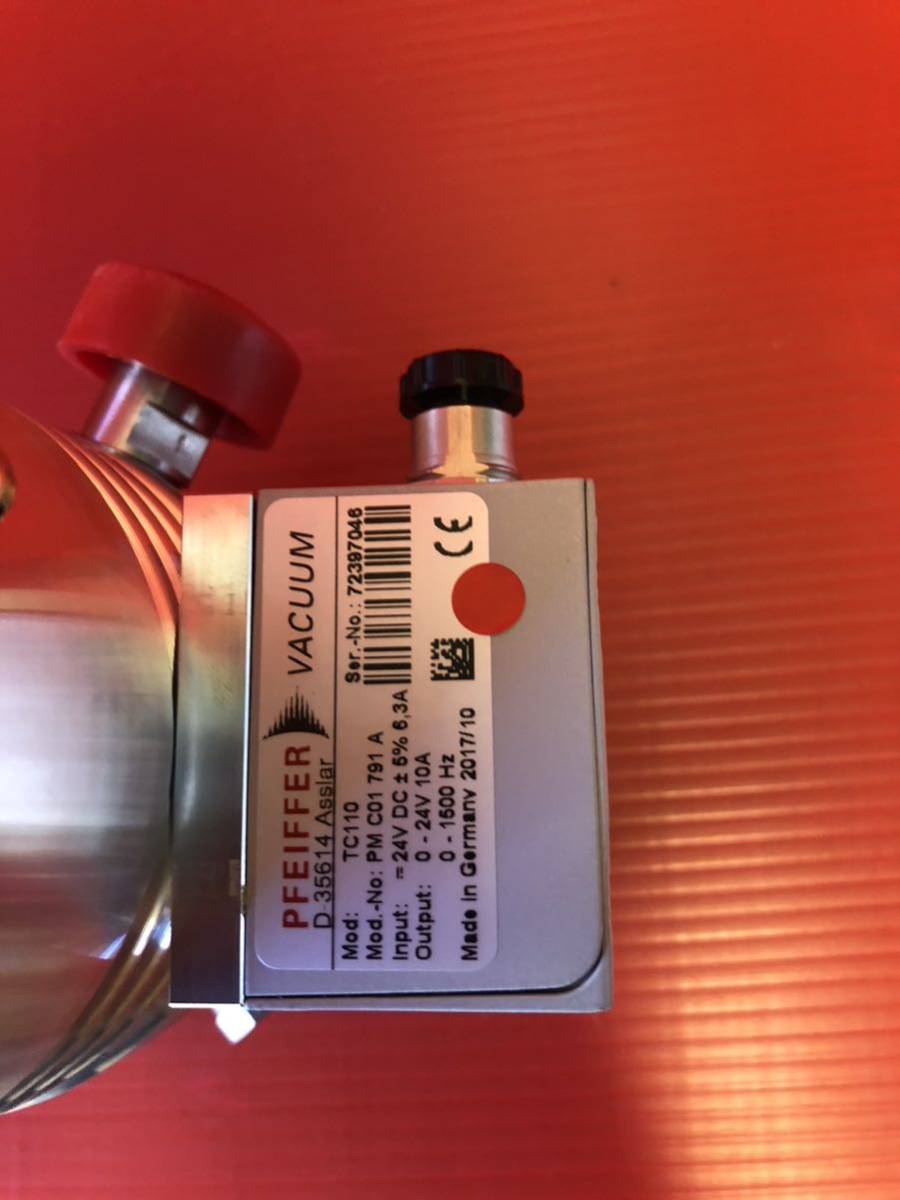 PFEIFFER VACUUM
D-35614 Asslar
Mod: TC110
Ser.-No.: 72397046
Mod.-No: PM C01 791 A
Input: = 24V DC ± 5% 6,3A
Output: 0 - 24V 10A
0 - 1500 Hz
Made in Germany 2017/10
CE